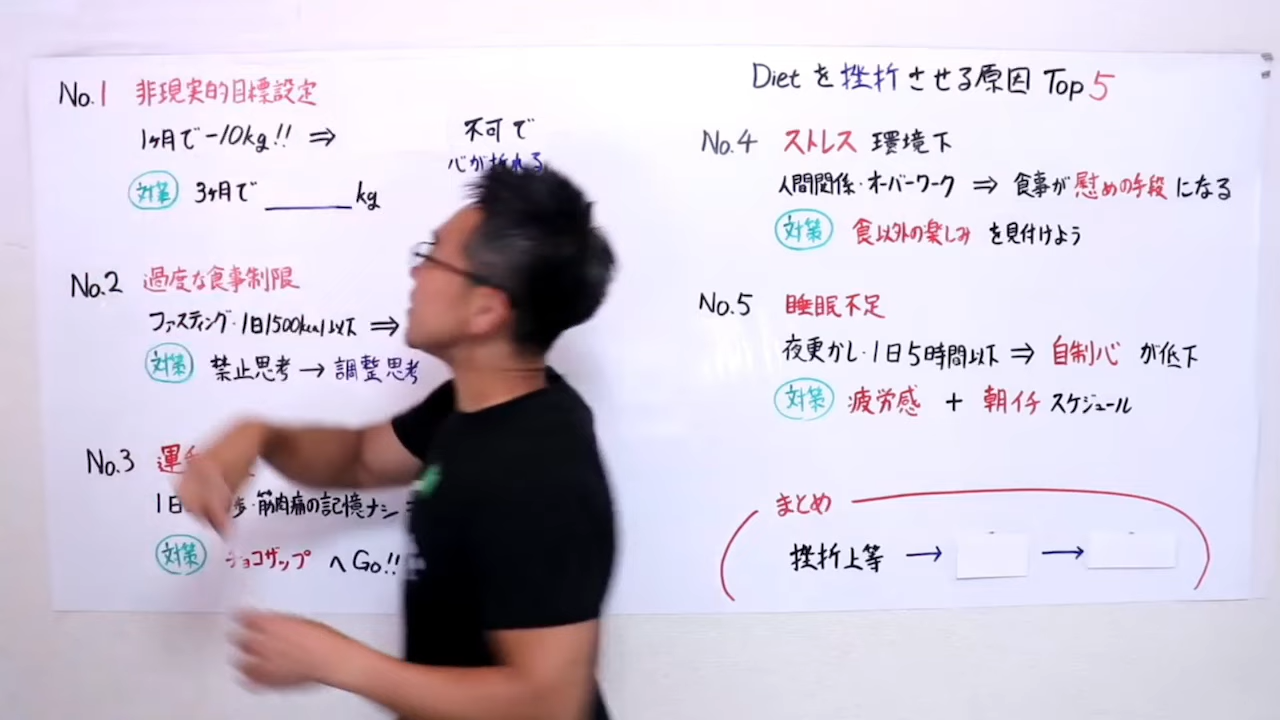 Dietを挫折させる原因 Top 5
No.1 非現実的目標設定
1ヶ月で-10kg!! ⇒ 不可で
心が折れる
対策 3ヶ月で ______ kg
No.2 過度な食事制限
ファスティング・1日1500kcal以下 ⇒
対策 禁止思考 → 調整思考
No.3 運
1日 歩・筋肉痛の記憶ナシ
対策 チョコザップ へGo!!
No.4 ストレス 環境下
人間関係・オーバーワーク ⇒ 食事が慰めの手段になる
対策 食以外の楽しみ を見付けよう
No.5 睡眠不足
夜更かし・1日5時間以下 ⇒ 自制心 が低下
対策 疲労感 + 朝イチ スケジュール
まとめ
挫折上等 → →